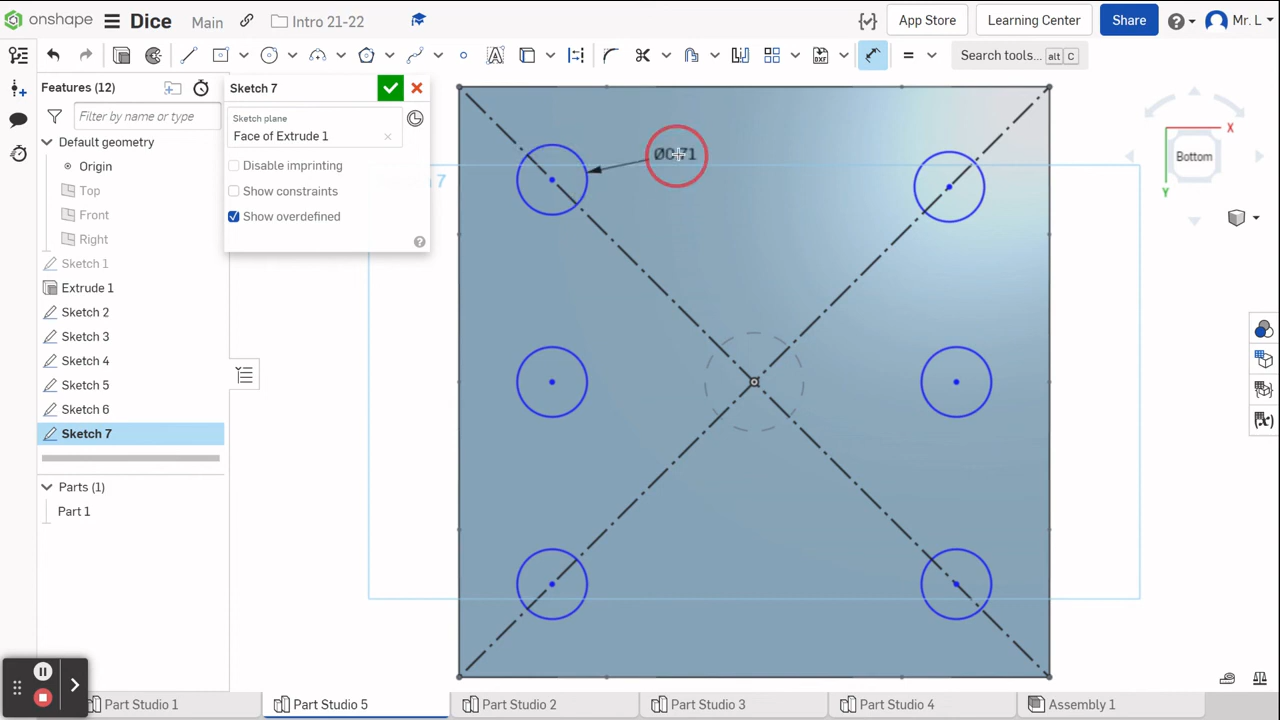 onshape Dice Main Intro 21-22 App Store Learning Center Share Mr. L
Search tools... alt C
Features (12)
Filter by name or type
Default geometry
Origin
Top
Front
Right
Sketch 1
Extrude 1
Sketch 2
Sketch 3
Sketch 4
Sketch 5
Sketch 6
Sketch 7
Parts (1)
Part 1
Sketch 7
Sketch plane
Face of Extrude 1
Disable imprinting
Show constraints
Show overdefined
7
X
Bottom
Y
Part Studio 1 Part Studio 5 Part Studio 2 Part Studio 3 Part Studio 4 Assembly 1